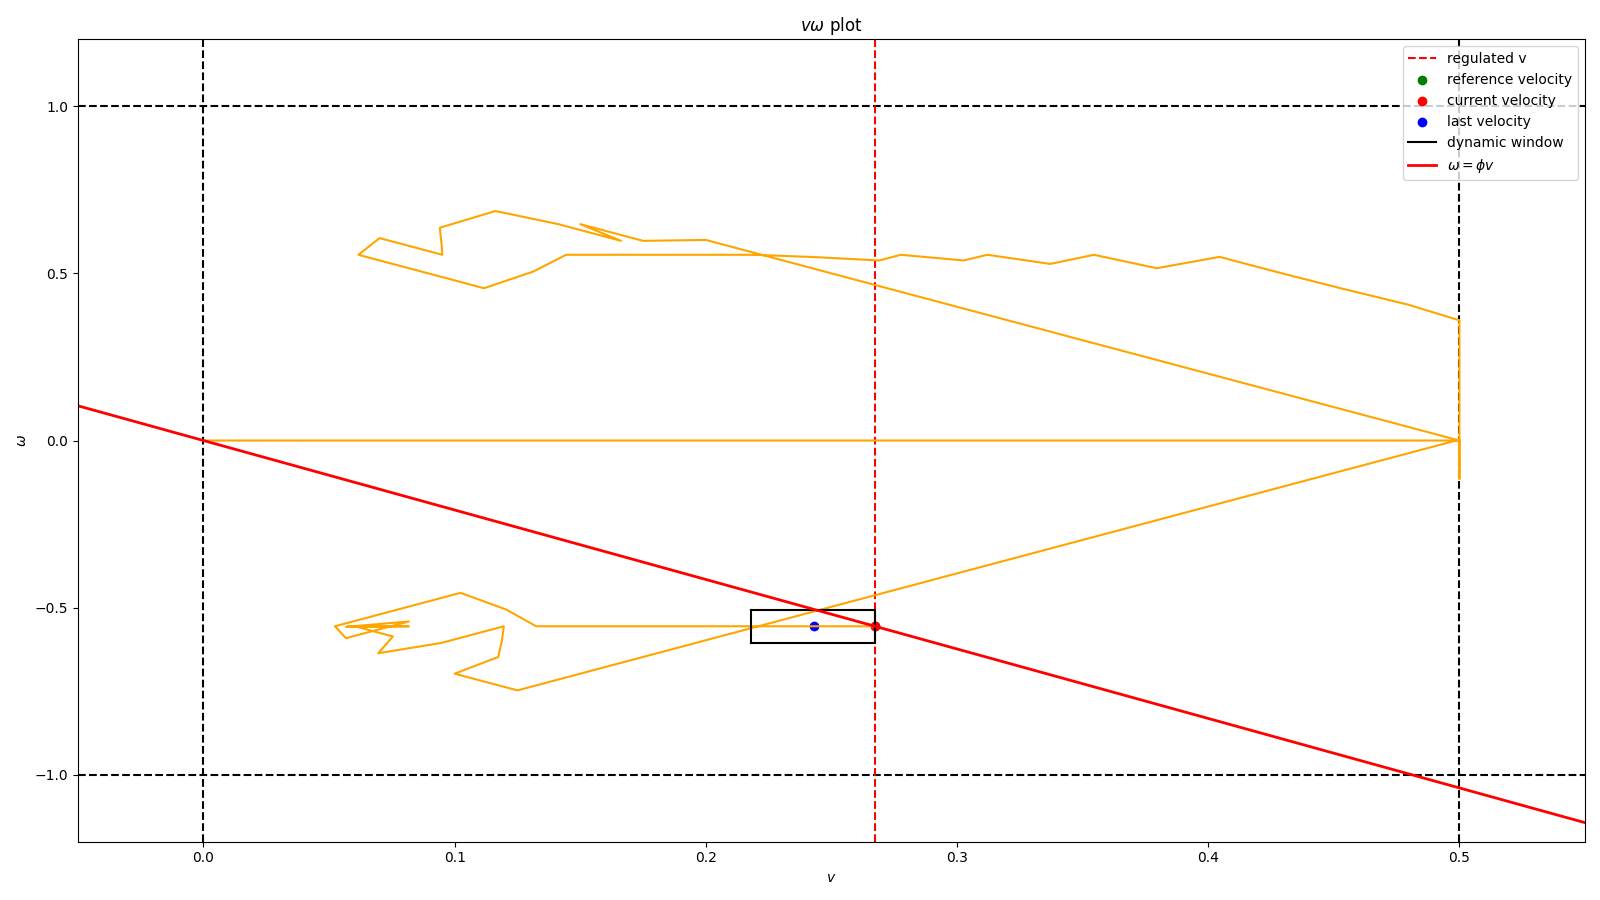 vω plot
regulated v
reference velocity
current velocity
last velocity
dynamic window
ω = ϕv
1.0
0.5
0.0
−0.5
−1.0
ω
0.0 0.1 0.2 0.3 0.4 0.5
v